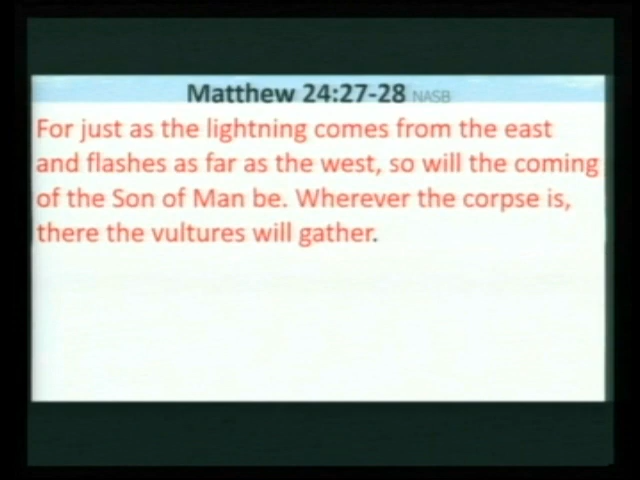 Matthew 24:27-28 NASB
For just as the lightning comes from the east
and flashes as far as the west, so will the coming
of the Son of Man be. Wherever the corpse is,
there the vultures will gather.